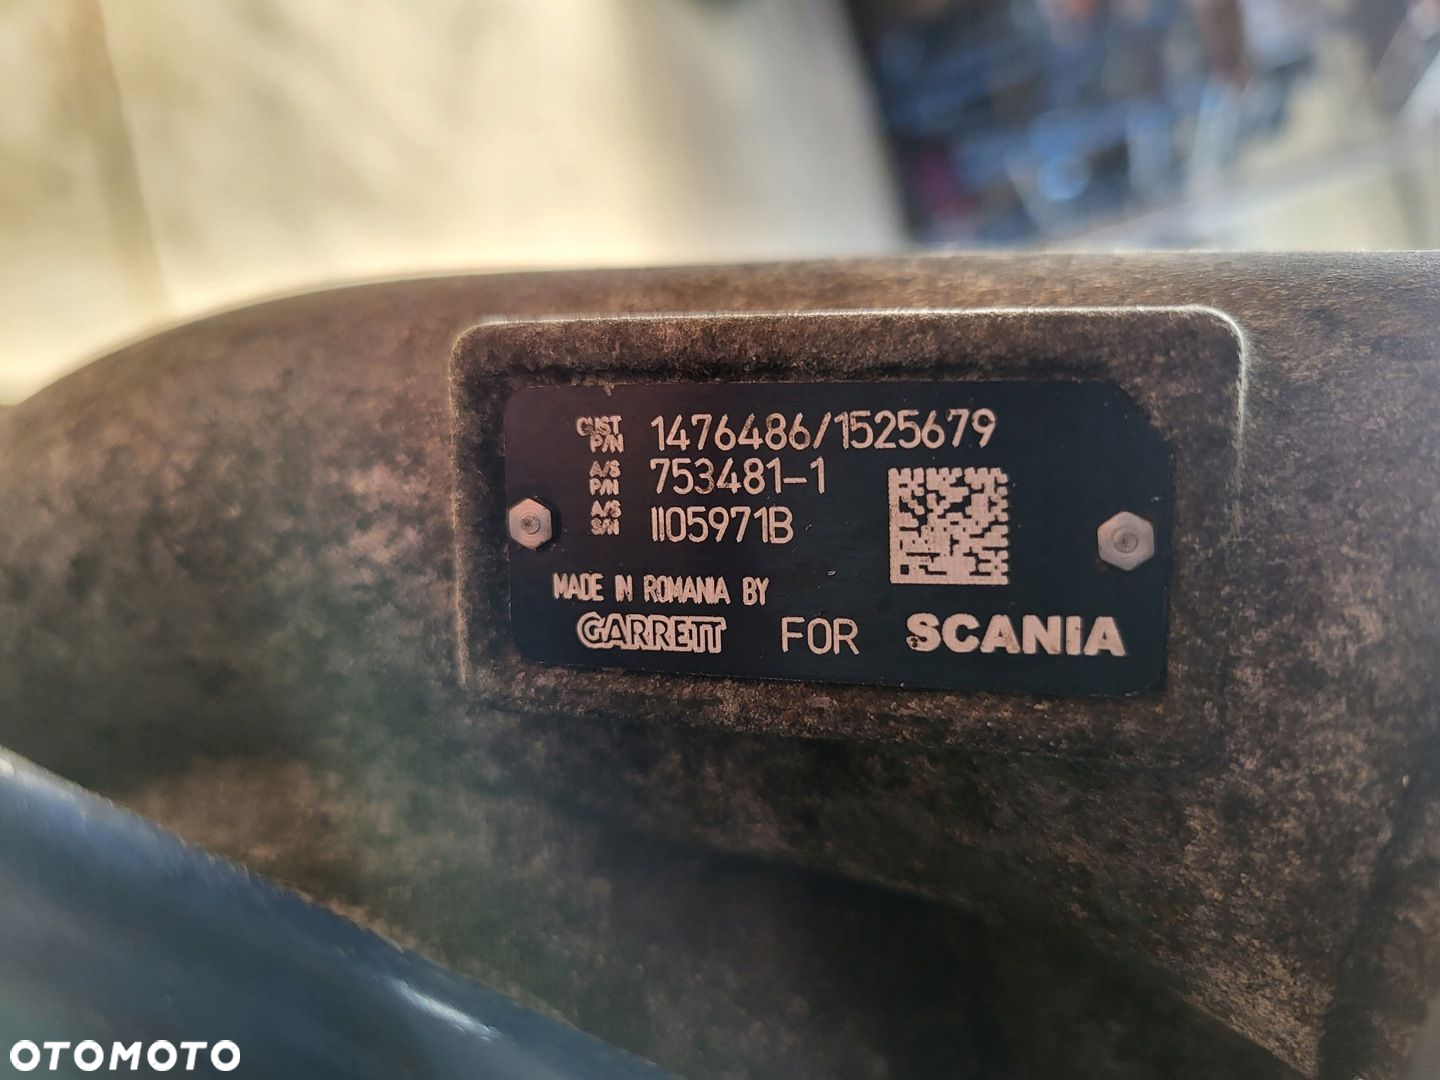 CUST P/N 1476486/1525679
A/S P/N 753481-1
A/S S/N II05971B
MADE IN ROMANIA BY
GARRETT FOR SCANIA
OTOMOTO